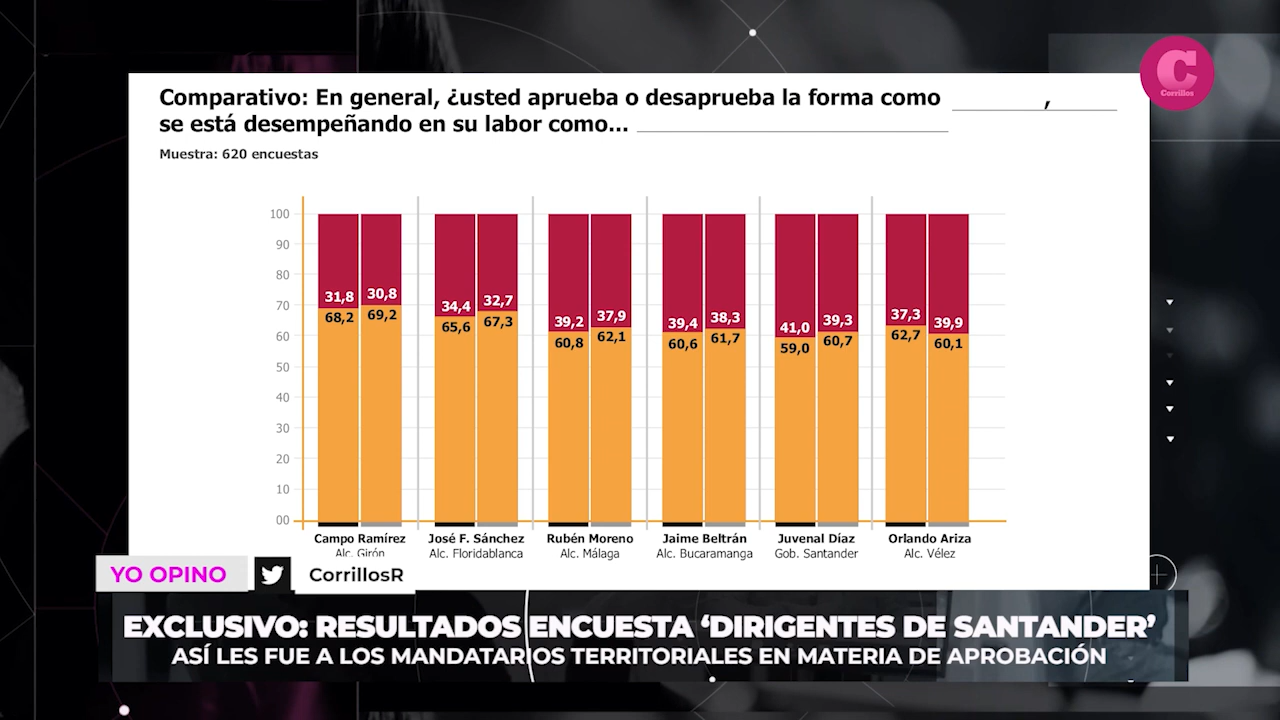 Comparativo: En general, ¿usted aprueba o desaprueba la forma como ________, ______
se está desempeñando en su labor como... ________________________
Muestra: 620 encuestas
C
Corrillos
100
90
80
70
60
50
40
30
20
10
00
31,8 30,8 34,4 32,7 39,2 37,9 39,4 38,3 41,0 39,3 37,3 39,9
68,2 69,2 65,6 67,3 60,8 62,1 60,6 61,7 59,0 60,7 62,7 60,1
Campo Ramírez José F. Sánchez Rubén Moreno Jaime Beltrán Juvenal Díaz Orlando Ariza
Alc. Girón Alc. Floridablanca Alc. Málaga Alc. Bucaramanga Gob. Santander Alc. Vélez
YO OPINO CorrillosR
EXCLUSIVO: RESULTADOS ENCUESTA ‘DIRIGENTES DE SANTANDER’
ASÍ LES FUE A LOS MANDATARIOS TERRITORIALES EN MATERIA DE APROBACIÓN